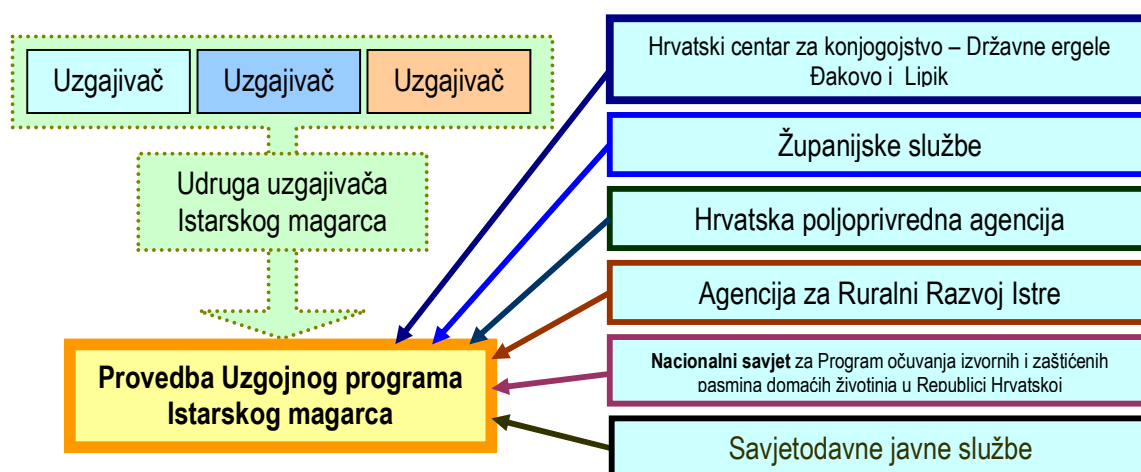 Uzgajivač
Uzgajivač
Uzgajivač
Udruga uzgajivača
Istarskog magarca
Provedba Uzgojnog programa
Istarskog magarca
Hrvatski centar za konjogojstvo – Državne ergele
Đakovo i Lipik
Županijske službe
Hrvatska poljoprivredna agencija
Agencija za Ruralni Razvoj Istre
Nacionalni savjet za Program očuvanja izvornih i zaštićenih
pasmina domaćih životinja u Republici Hrvatskoj
Savjetodavne javne službe